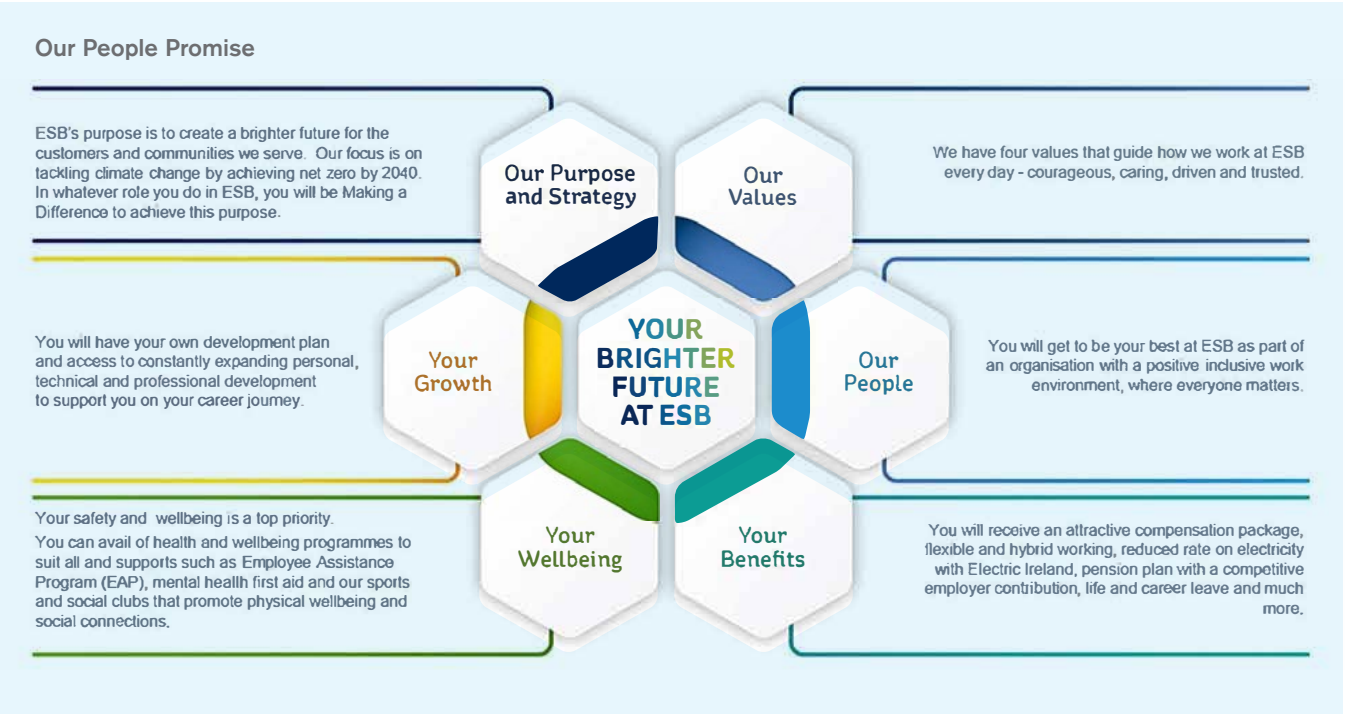 Our People Promise
ESB's purpose is to create a brighter future for the
customers and communities we serve. Our focus is on
tackling climate change by achieving net zero by 2040.
In whatever role you do in ESB, you will be Making a
Difference to achieve this purpose.
Our Purpose
and Strategy
Our
Values
We have four values that guide how we work at ESB
every day - courageous, caring, driven and trusted.
You will have your own development plan
and access to constantly expanding personal,
technical and professional development
to support you on your career journey.
Your
Growth
YOUR
BRIGHTER
FUTURE
AT ESB
Our
People
You will get to be your best at ESB as part of
an organisation with a positive inclusive work
environment, where everyone matters.
Your safety and wellbeing is a top priority.
You can avail of health and wellbeing programmes to
suit all and supports such as Employee Assistance
Program (EAP), mental health first aid and our sports
and social clubs that promote physical wellbeing and
social connections.
Your
Wellbeing
Your
Benefits
You will receive an attractive compensation package,
flexible and hybrid working, reduced rate on electricity
with Electric Ireland, pension plan with a competitive
employer contribution, life and career leave and much
more.